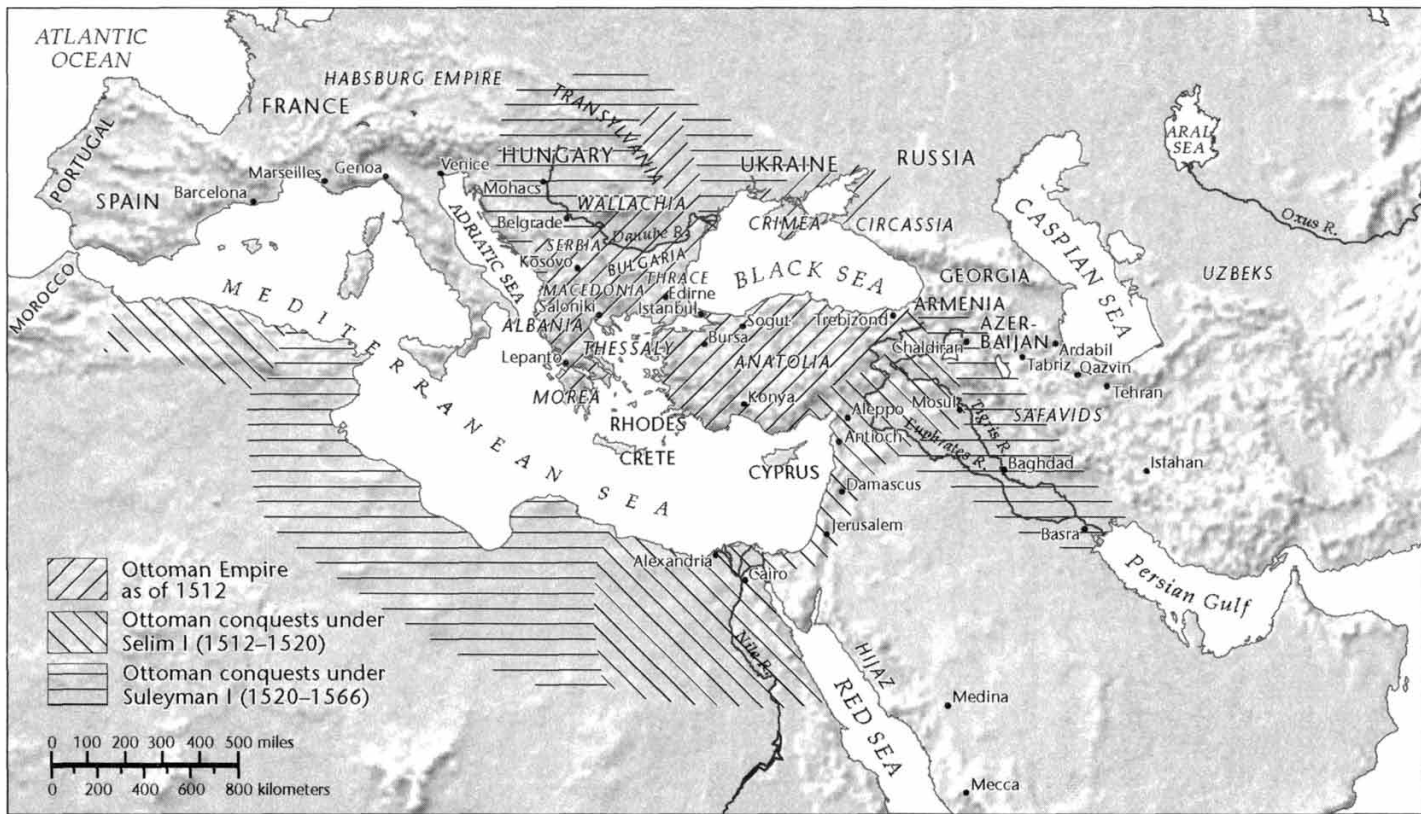 ATLANTIC
OCEAN
HABSBURG EMPIRE
FRANCE
TRANSYLVANIA
PORTUGAL
SPAIN
Barcelona
Marseilles
Genoa
Venice
HUNGARY
Mohacs
UKRAINE
RUSSIA
ARAL
SEA
Oxus R.
WALLACHIA
Belgrade
CRIMEA
CIRCASSIA
CASPIAN SEA
UZBEKS
ADRIATIC SEA
SERBIA
Danube R.
Kosovo
BULGARIA
THRACE
BLACK SEA
GEORGIA
MOROCCO
MEDITERRANEAN SEA
MACEDONIA
Edirne
Saloniki
Istanbul
ARMENIA
ALBANIA
Sogut
Trebizond
AZER-
BAIJAN
Ardabil
Chaldiran
THESSALY
Bursa
ANATOLIA
Tabriz
Qazvin
Lepanto
Tehran
MOREA
Konya
Mosul
Tigris R.
SAFAVIDS
RHODES
Aleppo
Antioch
Euphrates R.
CRETE
CYPRUS
Baghdad
Isfahan
Damascus
Jerusalem
Basra
Alexandria
Cairo
Persian Gulf
Nile R.
HIJAZ
RED SEA
Medina
Mecca
Ottoman Empire
as of 1512
Ottoman conquests under
Selim I (1512–1520)
Ottoman conquests under
Suleyman I (1520–1566)
0 100 200 300 400 500 miles
0 200 400 600 800 kilometers